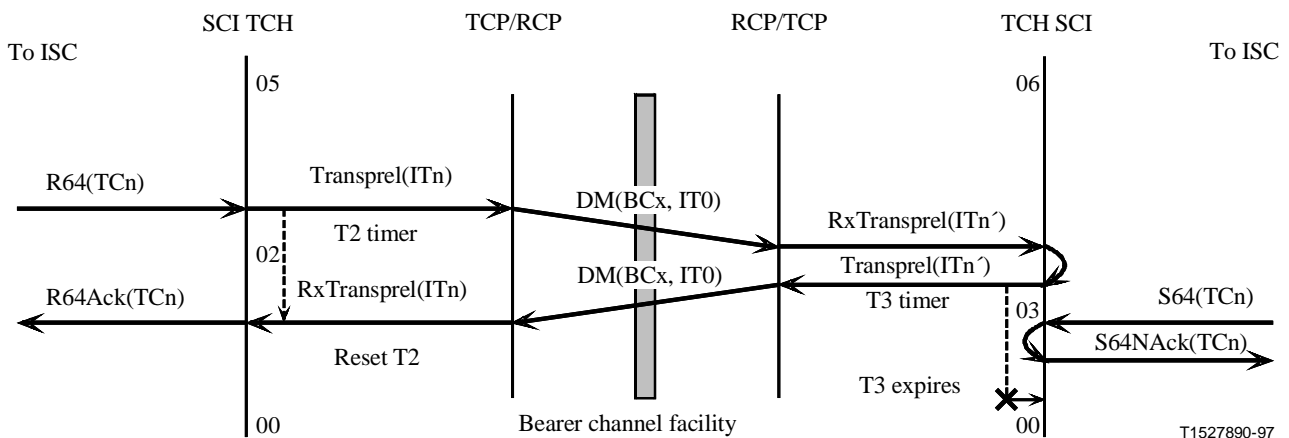 SCI TCH
TCP/RCP
RCP/TCP
TCH SCI
To ISC
To ISC
05
06
R64(TCn)
Transprel(ITn)
DM(BCx, IT0)
RxTransprel(ITn´)
T2 timer
02
DM(BCx, IT0)
Transprel(ITn´)
R64Ack(TCn)
RxTransprel(ITn)
T3 timer
03
S64(TCn)
Reset T2
S64NAck(TCn)
T3 expires
00
Bearer channel facility
00
T1527890-97